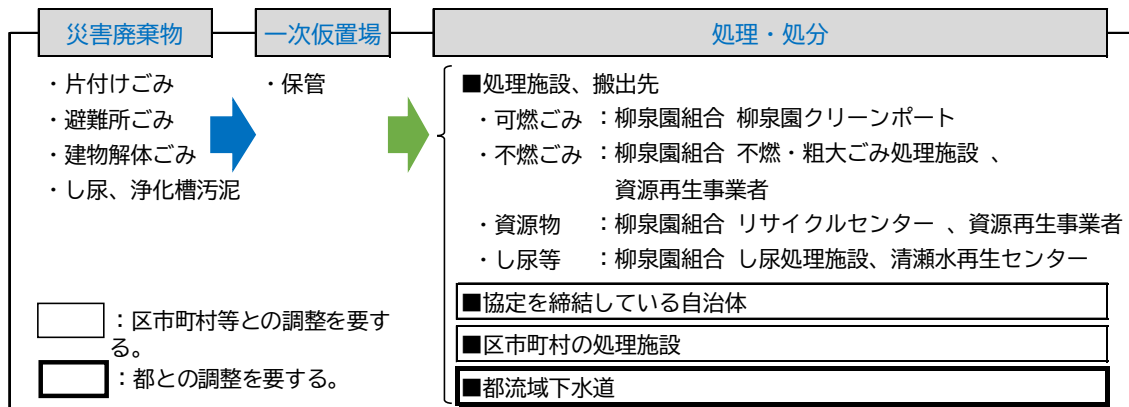 災害廃棄物
一次仮置場
処理・処分
・片付けごみ
・避難所ごみ
・建物解体ごみ
・し尿、浄化槽汚泥
・保管
■処理施設、搬出先
・可燃ごみ ：柳泉園組合 柳泉園クリーンポート
・不燃ごみ ：柳泉園組合 不燃・粗大ごみ処理施設 、
資源再生事業者
・資源物 ：柳泉園組合 リサイクルセンター 、資源再生事業者
・し尿等 ：柳泉園組合 し尿処理施設、清瀬水再生センター
■協定を締結している自治体
■区市町村の処理施設
■都流域下水道
：区市町村等との調整を要す
る。
：都との調整を要する。